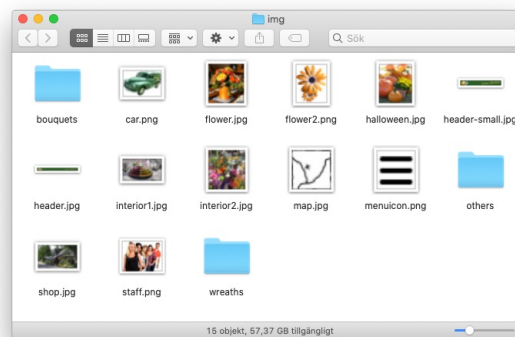 img
Sök
bouquets car.png flower.jpg flower2.png halloween.jpg header-small.jpg
header.jpg interior1.jpg interior2.jpg map.jpg menuicon.png others
shop.jpg staff.png wreaths
15 objekt, 57,37 GB tillgängligt